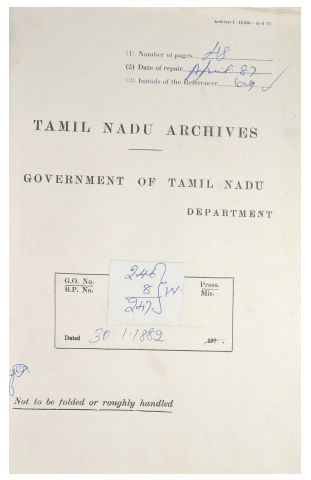 (1) Number of pages 48
(2) Date of repair April 87
(3) Initials of the Referencer
TAMIL NADU ARCHIVES
GOVERNMENT OF TAMIL NADU
DEPARTMENT
246
G.O. No. 8 W. Press.
B.P. No. 247 Mis.
Dated 30-1-1882 197
Not to be folded or roughly handled